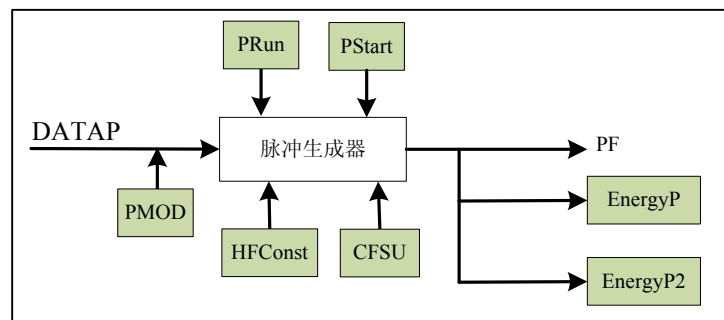 PRun
PStart
DATAP
脉冲生成器
PF
PMOD
EnergyP
HFConst
CFSU
EnergyP2